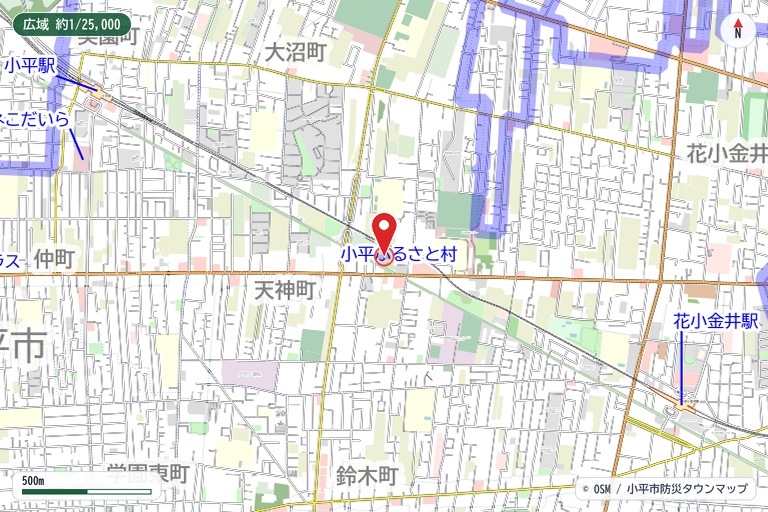 広域 約1/25,000
美園町
大沼町
N
小平駅
ネこだいら
花小金井
小平ふるさと村
ラス
仲町
天神町
花小金井駅
平市
学園東町
鈴木町
500m
© OSM / 小平市防災タウンマップ